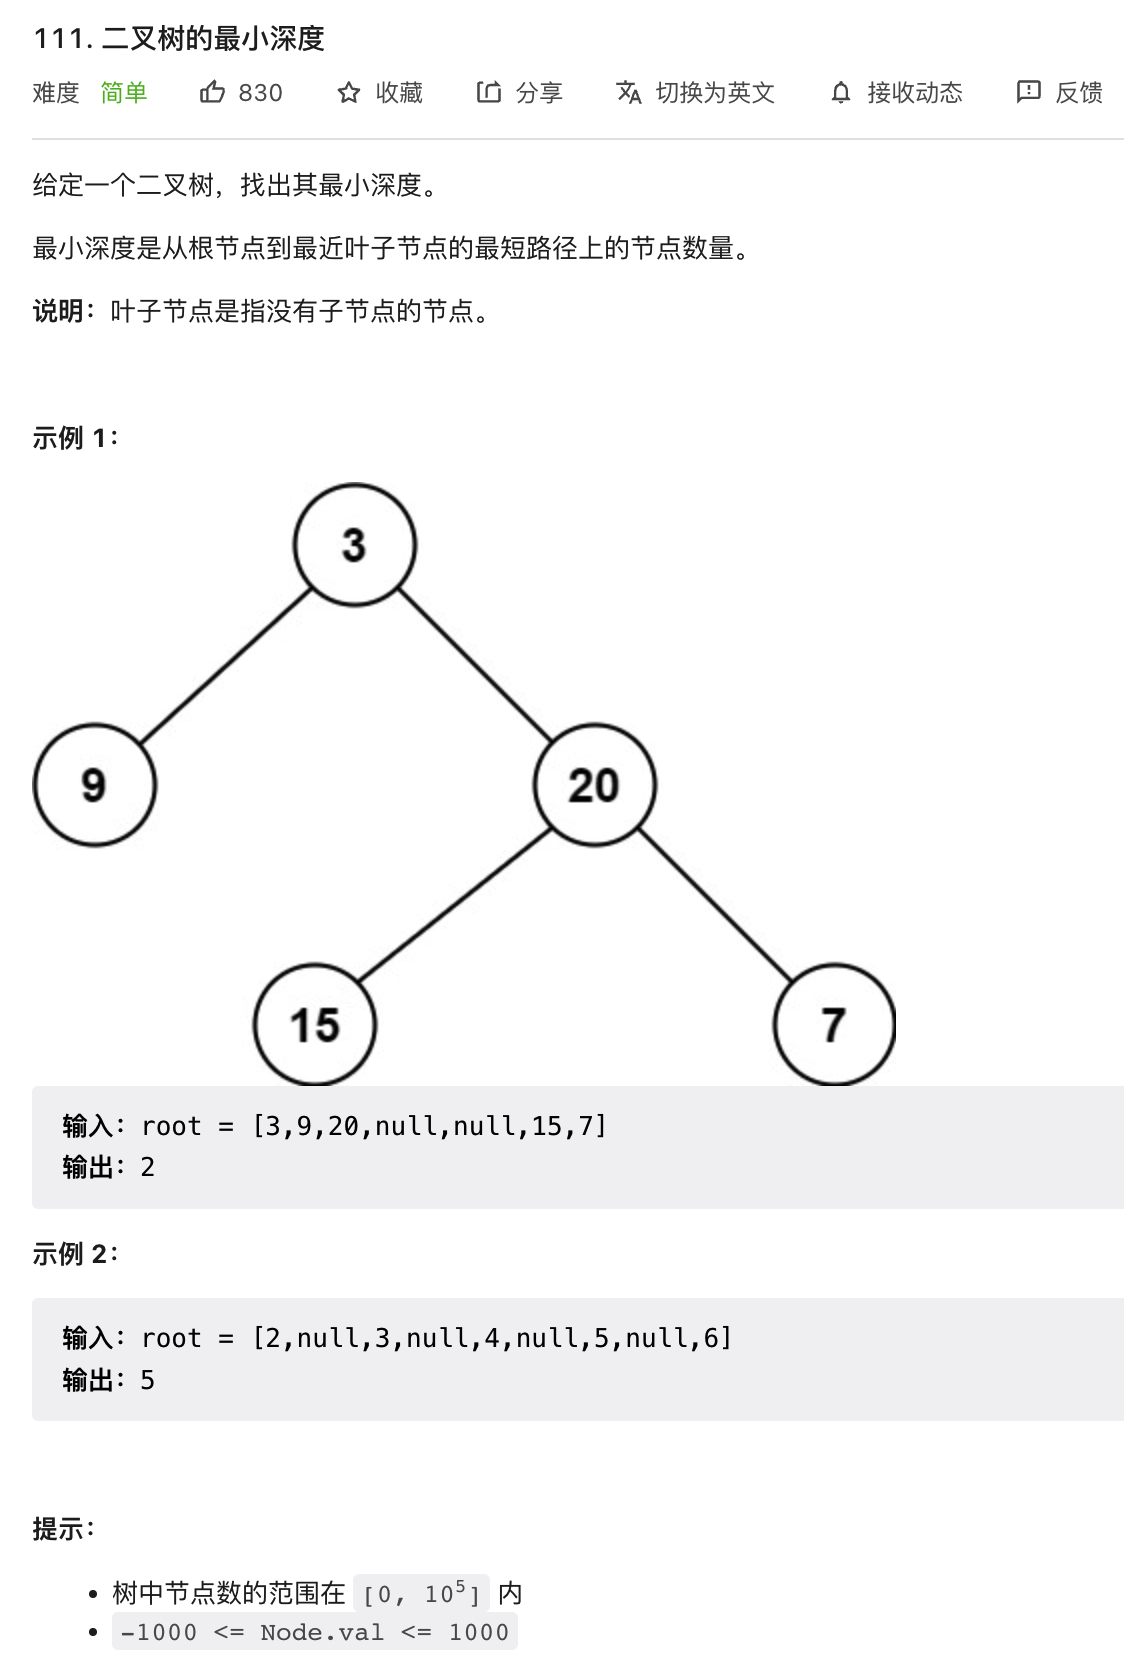 111. 二叉树的最小深度
难度 简单 830 收藏 分享 切换为英文 接收动态 反馈
给定一个二叉树，找出其最小深度。
最小深度是从根节点到最近叶子节点的最短路径上的节点数量。
说明：叶子节点是指没有子节点的节点。
示例 1：
3
9 20
15 7
输入：root = [3,9,20,null,null,15,7]
输出：2
示例 2：
输入：root = [2,null,3,null,4,null,5,null,6]
输出：5
提示：
• 树中节点数的范围在 [0, 10⁵] 内
• -1000 <= Node.val <= 1000